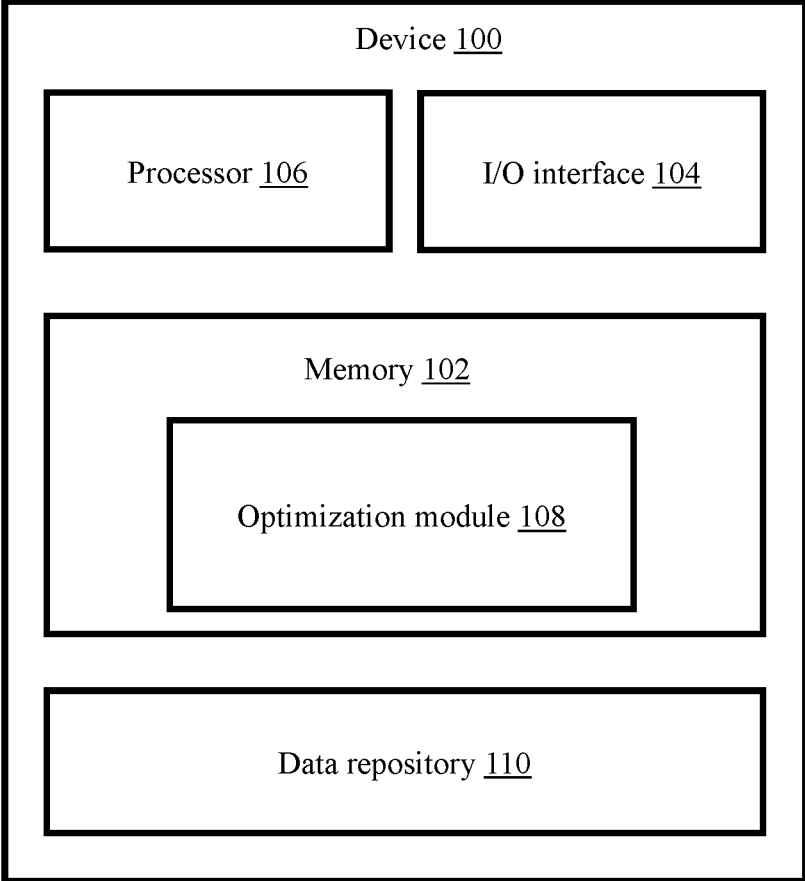 Device 100
Processor 106
I/O interface 104
Memory 102
Optimization module 108
Data repository 110